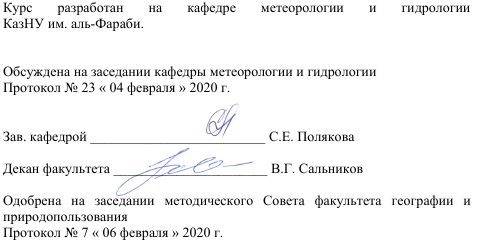 Курс разработан на кафедре метеорологии и гидрологии
КазНУ им. аль-Фараби.
Обсуждена на заседании кафедры метеорологии и гидрологии
Протокол № 23 « 04 февраля » 2020 г.
Зав. кафедрой __________________________ С.Е. Полякова
Декан факультета _______________________ В.Г. Сальников
Одобрена на заседании методического Совета факультета географии и
природопользования
Протокол № 7 « 06 февраля » 2020 г.